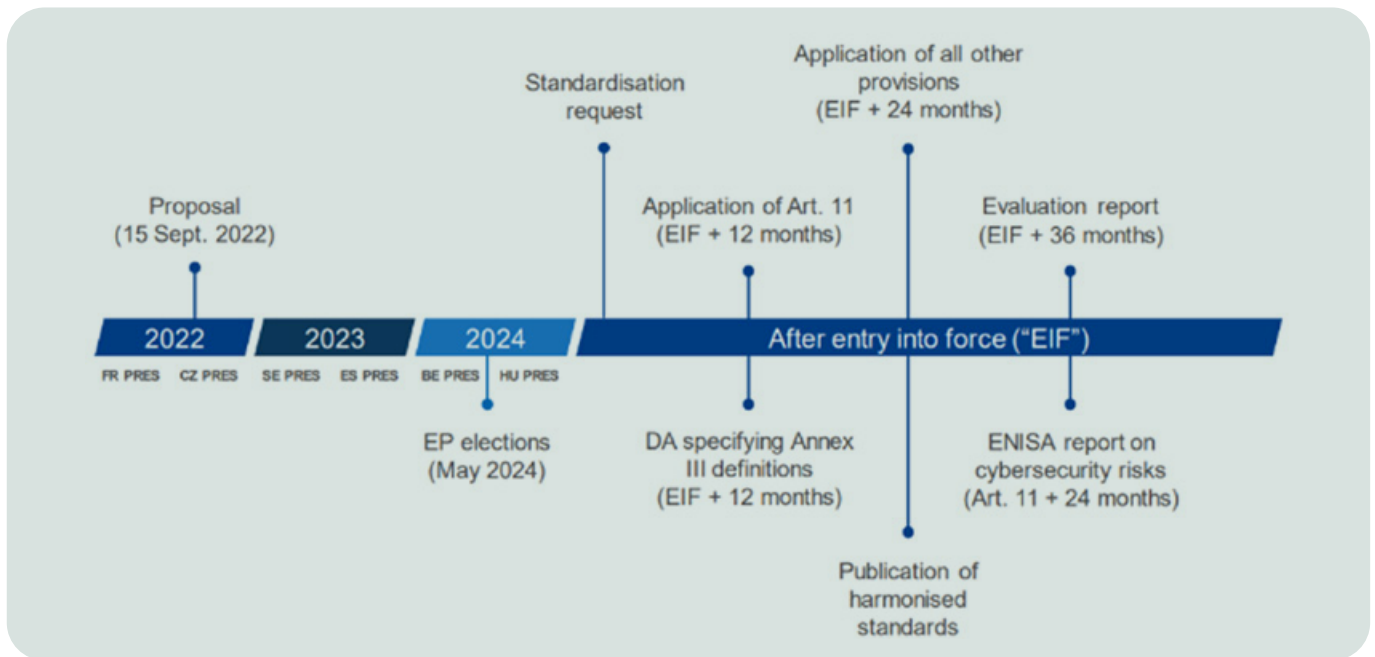 Application of all other
provisions
(EIF + 24 months)
Standardisation
request
Proposal
(15 Sept. 2022)
Application of Art. 11
(EIF + 12 months)
Evaluation report
(EIF + 36 months)
2022
2023
2024
After entry into force (“EIF”)
FR PRES
CZ PRES
SE PRES
ES PRES
BE PRES
HU PRES
EP elections
(May 2024)
DA specifying Annex
III definitions
(EIF + 12 months)
ENISA report on
cybersecurity risks
(Art. 11 + 24 months)
Publication of
harmonised
standards